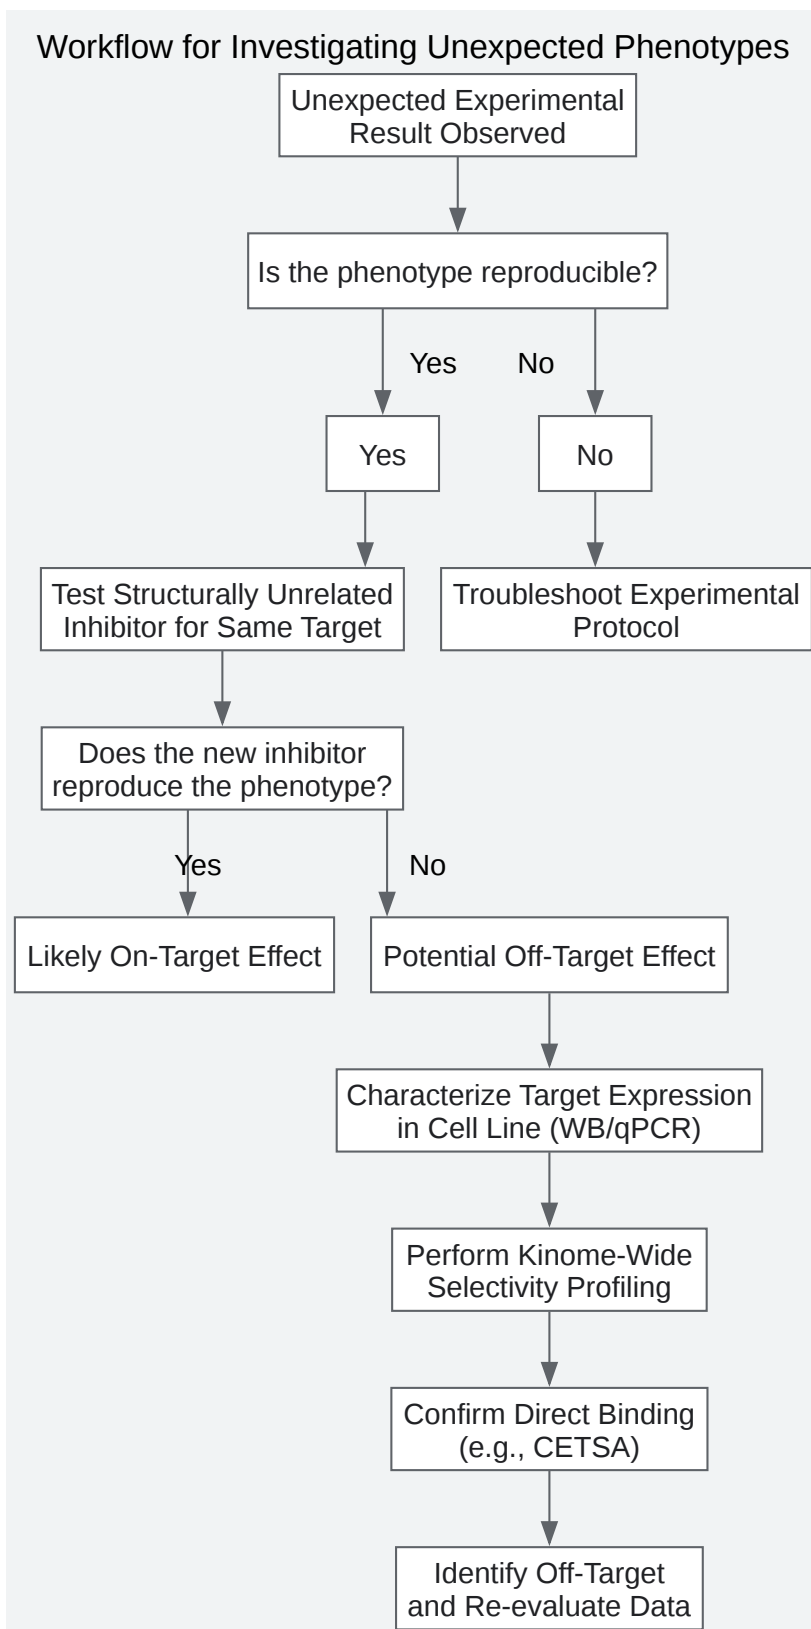 Workflow for Investigating Unexpected Phenotypes
Unexpected Experimental
Result Observed
Is the phenotype reproducible?
Yes
No
Yes
No
Test Structurally Unrelated
Inhibitor for Same Target
Troubleshoot Experimental
Protocol
Does the new inhibitor
reproduce the phenotype?
Yes
No
Likely On-Target Effect
Potential Off-Target Effect
Characterize Target Expression
in Cell Line (WB/qPCR)
Perform Kinome-Wide
Selectivity Profiling
Confirm Direct Binding
(e.g., CETSA)
Identify Off-Target
and Re-evaluate Data